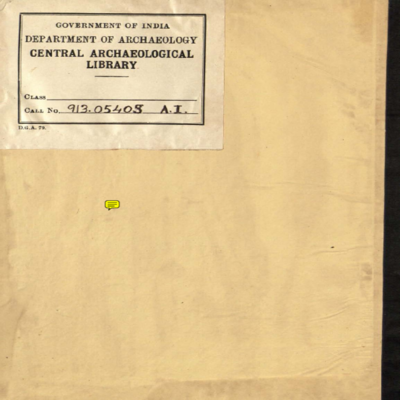 GOVERNMENT OF INDIA
DEPARTMENT OF ARCHAEOLOGY
CENTRAL ARCHAEOLOGICAL
LIBRARY
CLASS
CALL No. 913.05405 A.I.
D.G.A. 79.